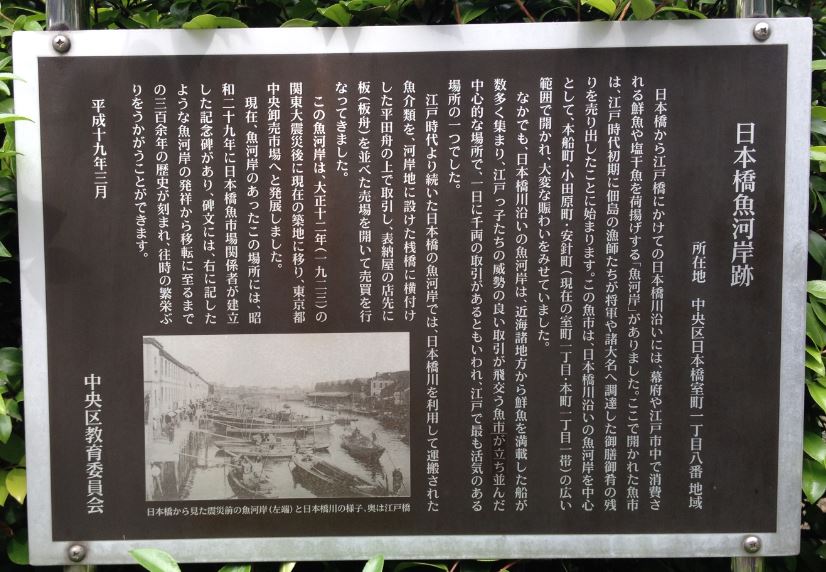 日本橋魚河岸跡
所在地 中央区日本橋室町一丁目八番 地域
日本橋から江戸橋にかけての日本橋川沿いには、幕府や江戸市中で消費さ
れる鮮魚や塩干魚を荷揚げする「魚河岸」がありました。ここで開かれた魚市
は、江戸時代初期に佃島の漁師たちが将軍や諸大名へ調達した御膳御肴の残
りを売り出したことに始まります。この魚市は、日本橋川沿いの魚河岸を中心
として、本船町・小田原町・安針町(現在の室町一丁目・本町一丁目一帯)の広い
範囲で開かれ、大変な賑わいをみせていました。
なかでも、日本橋川沿いの魚河岸は、近海諸地方から鮮魚を満載した船が
数多く集まり、江戸っ子たちの威勢の良い取引が飛交う魚市が立ち並んだ
中心的な場所で、一日に千両の取引があるともいわれ、江戸で最も活気のある
場所の一つでした。
江戸時代より続いた日本橋の魚河岸では、日本橋川を利用して運搬された
魚介類を、河岸地に設けた桟橋に横付け
した平田舟の上で取引し、表納屋の店先に
板(板舟)を並べた売場を開いて売買を行
なってきました。
この魚河岸は、大正十二年(一九二三)の
関東大震災後に現在の築地に移り、東京都
中央卸売市場へと発展しました。
現在、魚河岸のあったこの場所には、昭
和二十九年に日本橋魚市場関係者が建立
した記念碑があり、碑文には、右に記した
ような魚河岸の発祥から移転に至るまで
の三百余年の歴史が刻まれ、往時の繁栄ぶ
りをうかがうことができます。
平成十九年三月
中央区教育委員会
日本橋から見た震災前の魚河岸(左端)と日本橋川の様子、奥は江戸橋